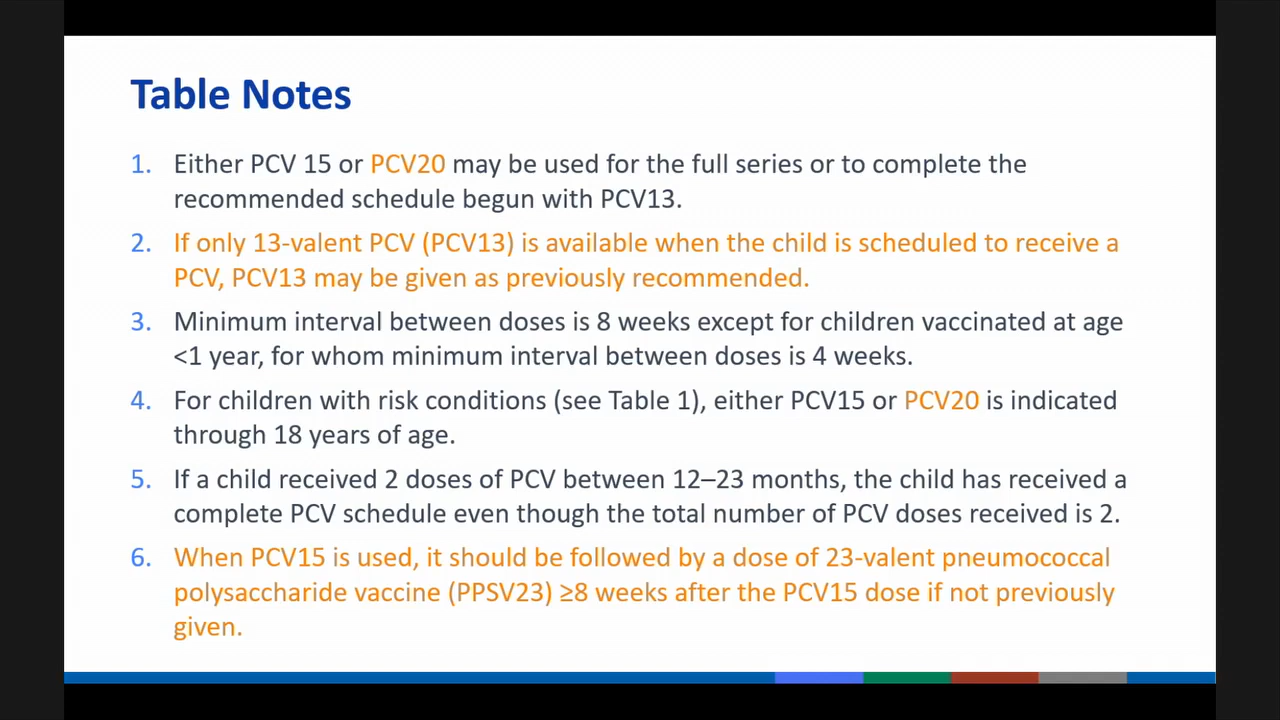 Table Notes
1. Either PCV 15 or PCV20 may be used for the full series or to complete the
recommended schedule begun with PCV13.
2. If only 13-valent PCV (PCV13) is available when the child is scheduled to receive a
PCV, PCV13 may be given as previously recommended.
3. Minimum interval between doses is 8 weeks except for children vaccinated at age
<1 year, for whom minimum interval between doses is 4 weeks.
4. For children with risk conditions (see Table 1), either PCV15 or PCV20 is indicated
through 18 years of age.
5. If a child received 2 doses of PCV between 12–23 months, the child has received a
complete PCV schedule even though the total number of PCV doses received is 2.
6. When PCV15 is used, it should be followed by a dose of 23-valent pneumococcal
polysaccharide vaccine (PPSV23) ≥8 weeks after the PCV15 dose if not previously
given.